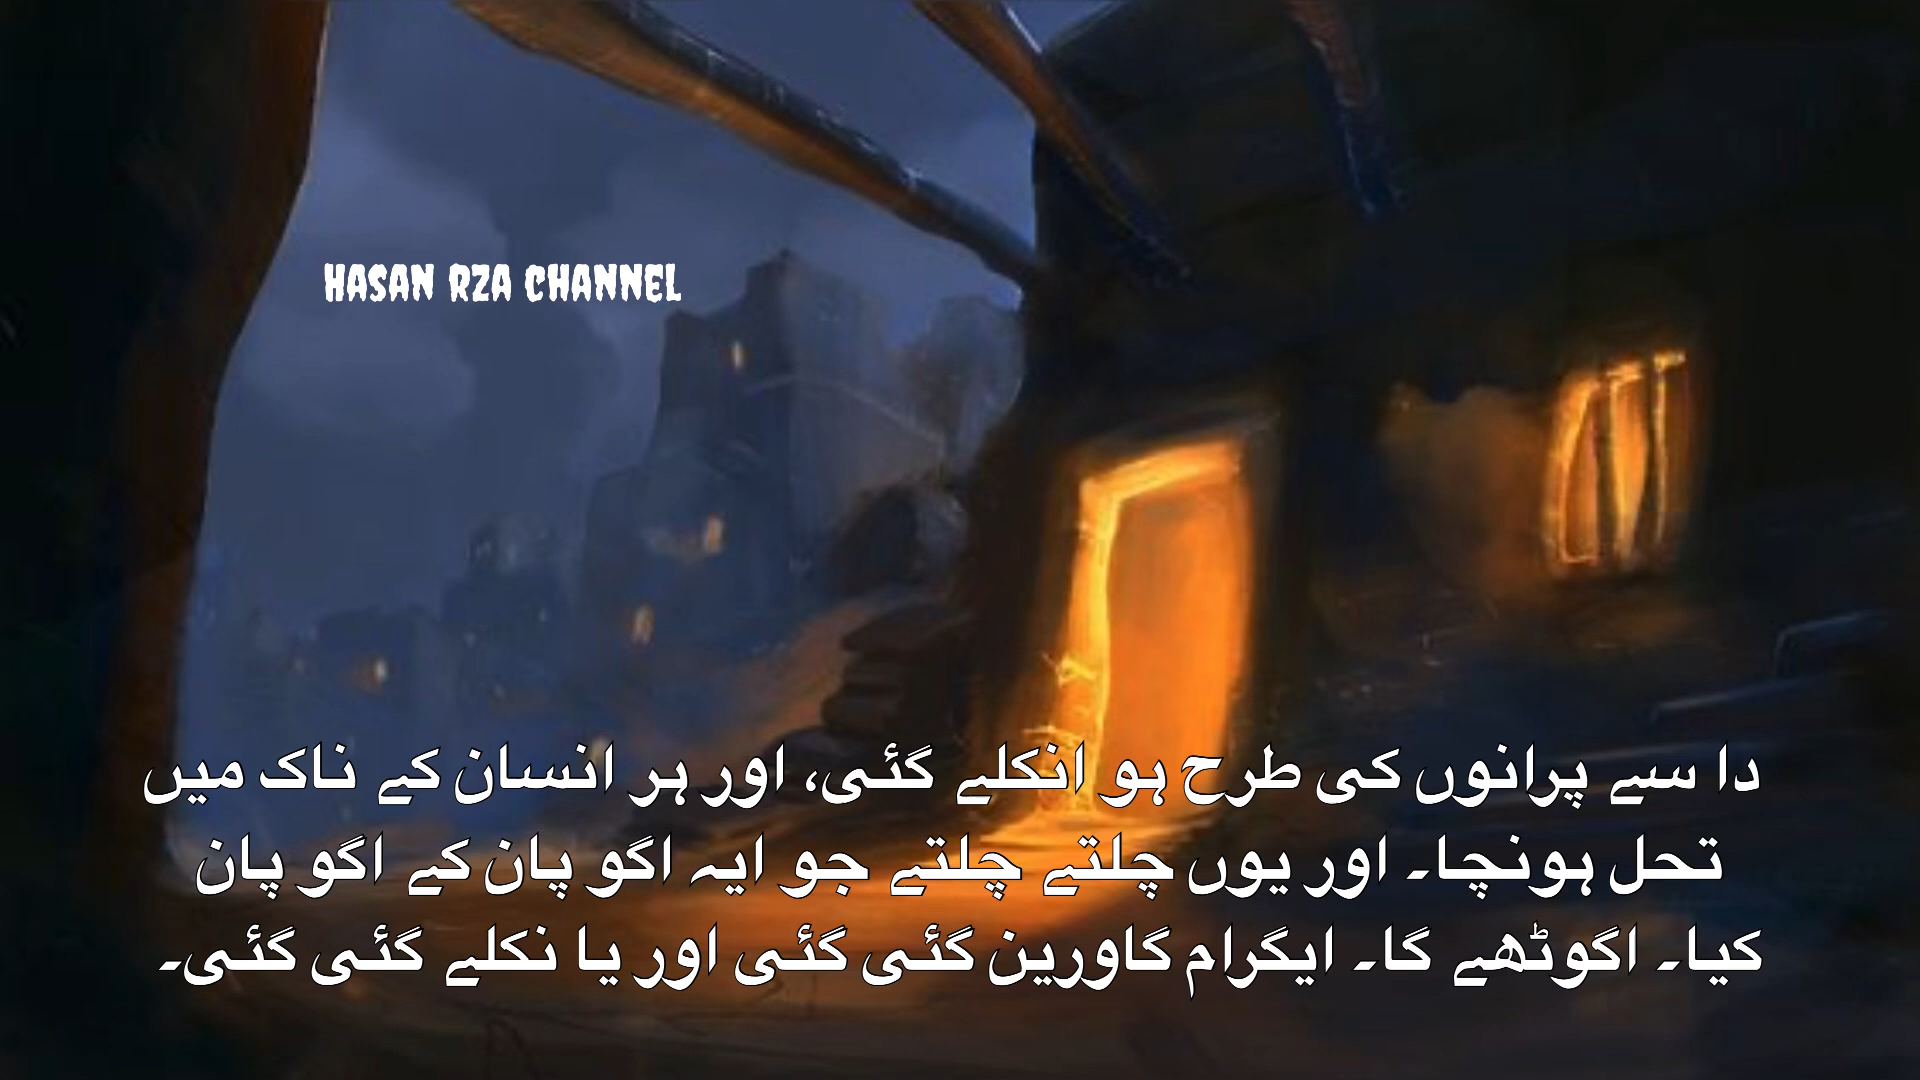 HASAN RZA CHANNEL
دا سے پرانوں کی طرح ہو انکلے گئی، اور ہر انسان کے ناک میں
تحل ہونچا۔ اور یوں چلتے چلتے جو ایہ اگو پان کے اگو پان
کیا۔ اگوٹھے گا۔ ایگرام گاورین گئی گئی اور یا نکلے گئی گئی۔